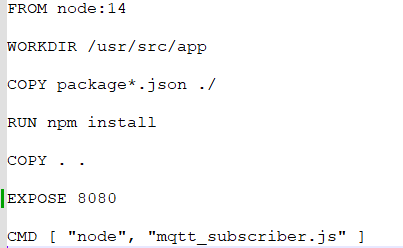 FROM node:14
WORKDIR /usr/src/app
COPY package*.json ./
RUN npm install
COPY . .
EXPOSE 8080
CMD [ "node", "mqtt_subscriber.js" ]